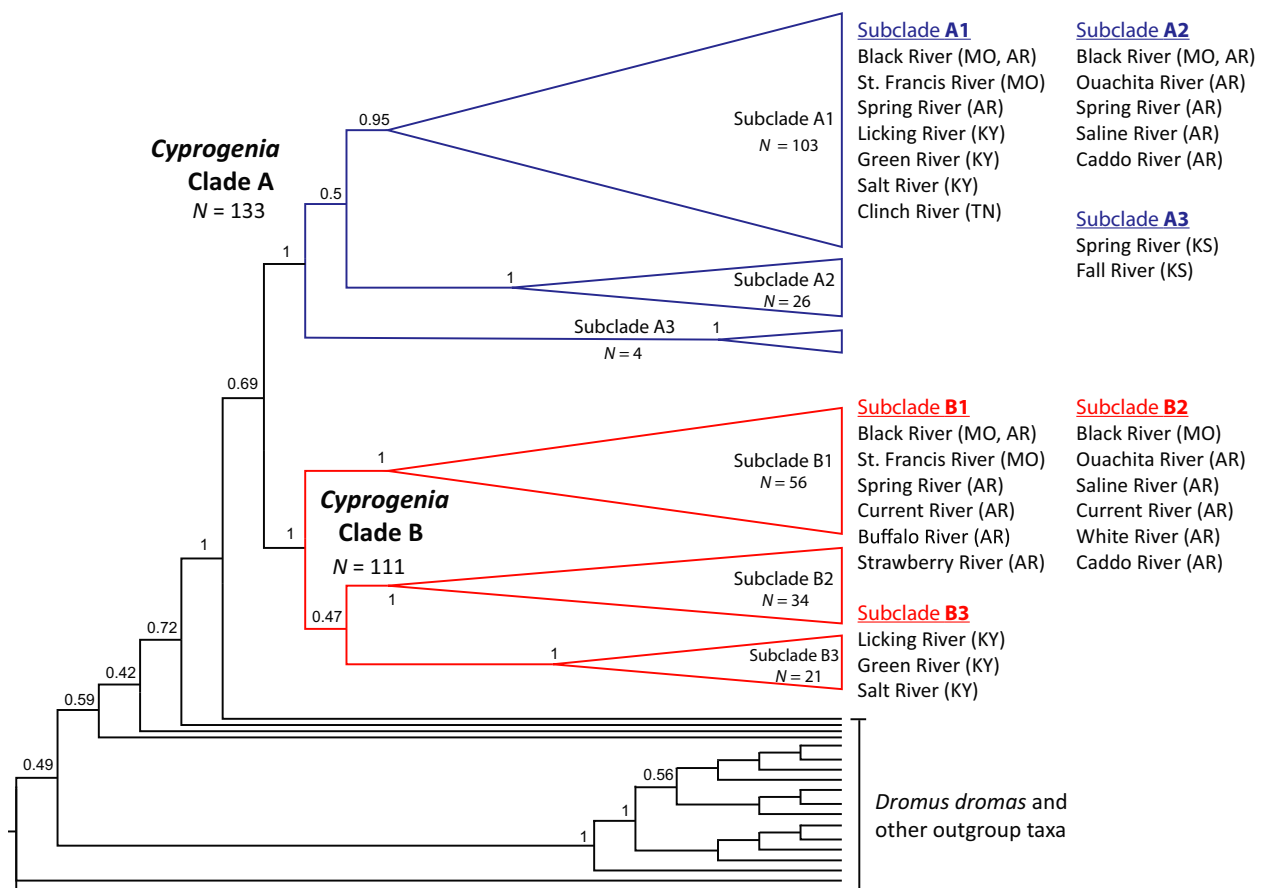 Cyprogenia
Clade A
N = 133
0.95
Subclade A1
N = 103
0.5
1
1
Subclade A2
N = 26
Subclade A3
N = 4
1
0.69
1
Subclade B1
N = 56
Cyprogenia
Clade B
N = 111
1
1
Subclade B2
N = 34
1
0.47
1
Subclade B3
N = 21
0.72
0.42
0.59
0.49
0.56
1
1
Subclade A1
Black River (MO, AR)
St. Francis River (MO)
Spring River (AR)
Licking River (KY)
Green River (KY)
Salt River (KY)
Clinch River (TN)
Subclade A2
Black River (MO, AR)
Ouachita River (AR)
Spring River (AR)
Saline River (AR)
Caddo River (AR)
Subclade A3
Spring River (KS)
Fall River (KS)
Subclade B1
Black River (MO, AR)
St. Francis River (MO)
Spring River (AR)
Current River (AR)
Buffalo River (AR)
Strawberry River (AR)
Subclade B2
Black River (MO)
Ouachita River (AR)
Saline River (AR)
Current River (AR)
White River (AR)
Caddo River (AR)
Subclade B3
Licking River (KY)
Green River (KY)
Salt River (KY)
Dromus dromas and
other outgroup taxa